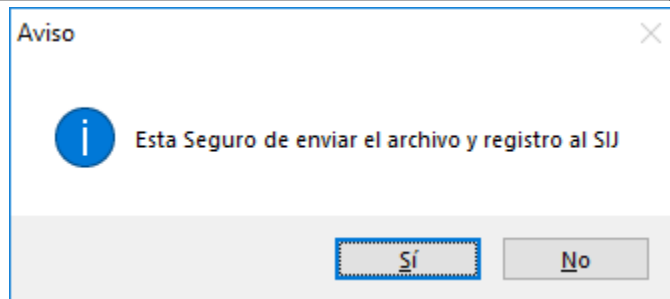 Aviso
Esta Seguro de enviar el archivo y registro al SIJ
Sí
No